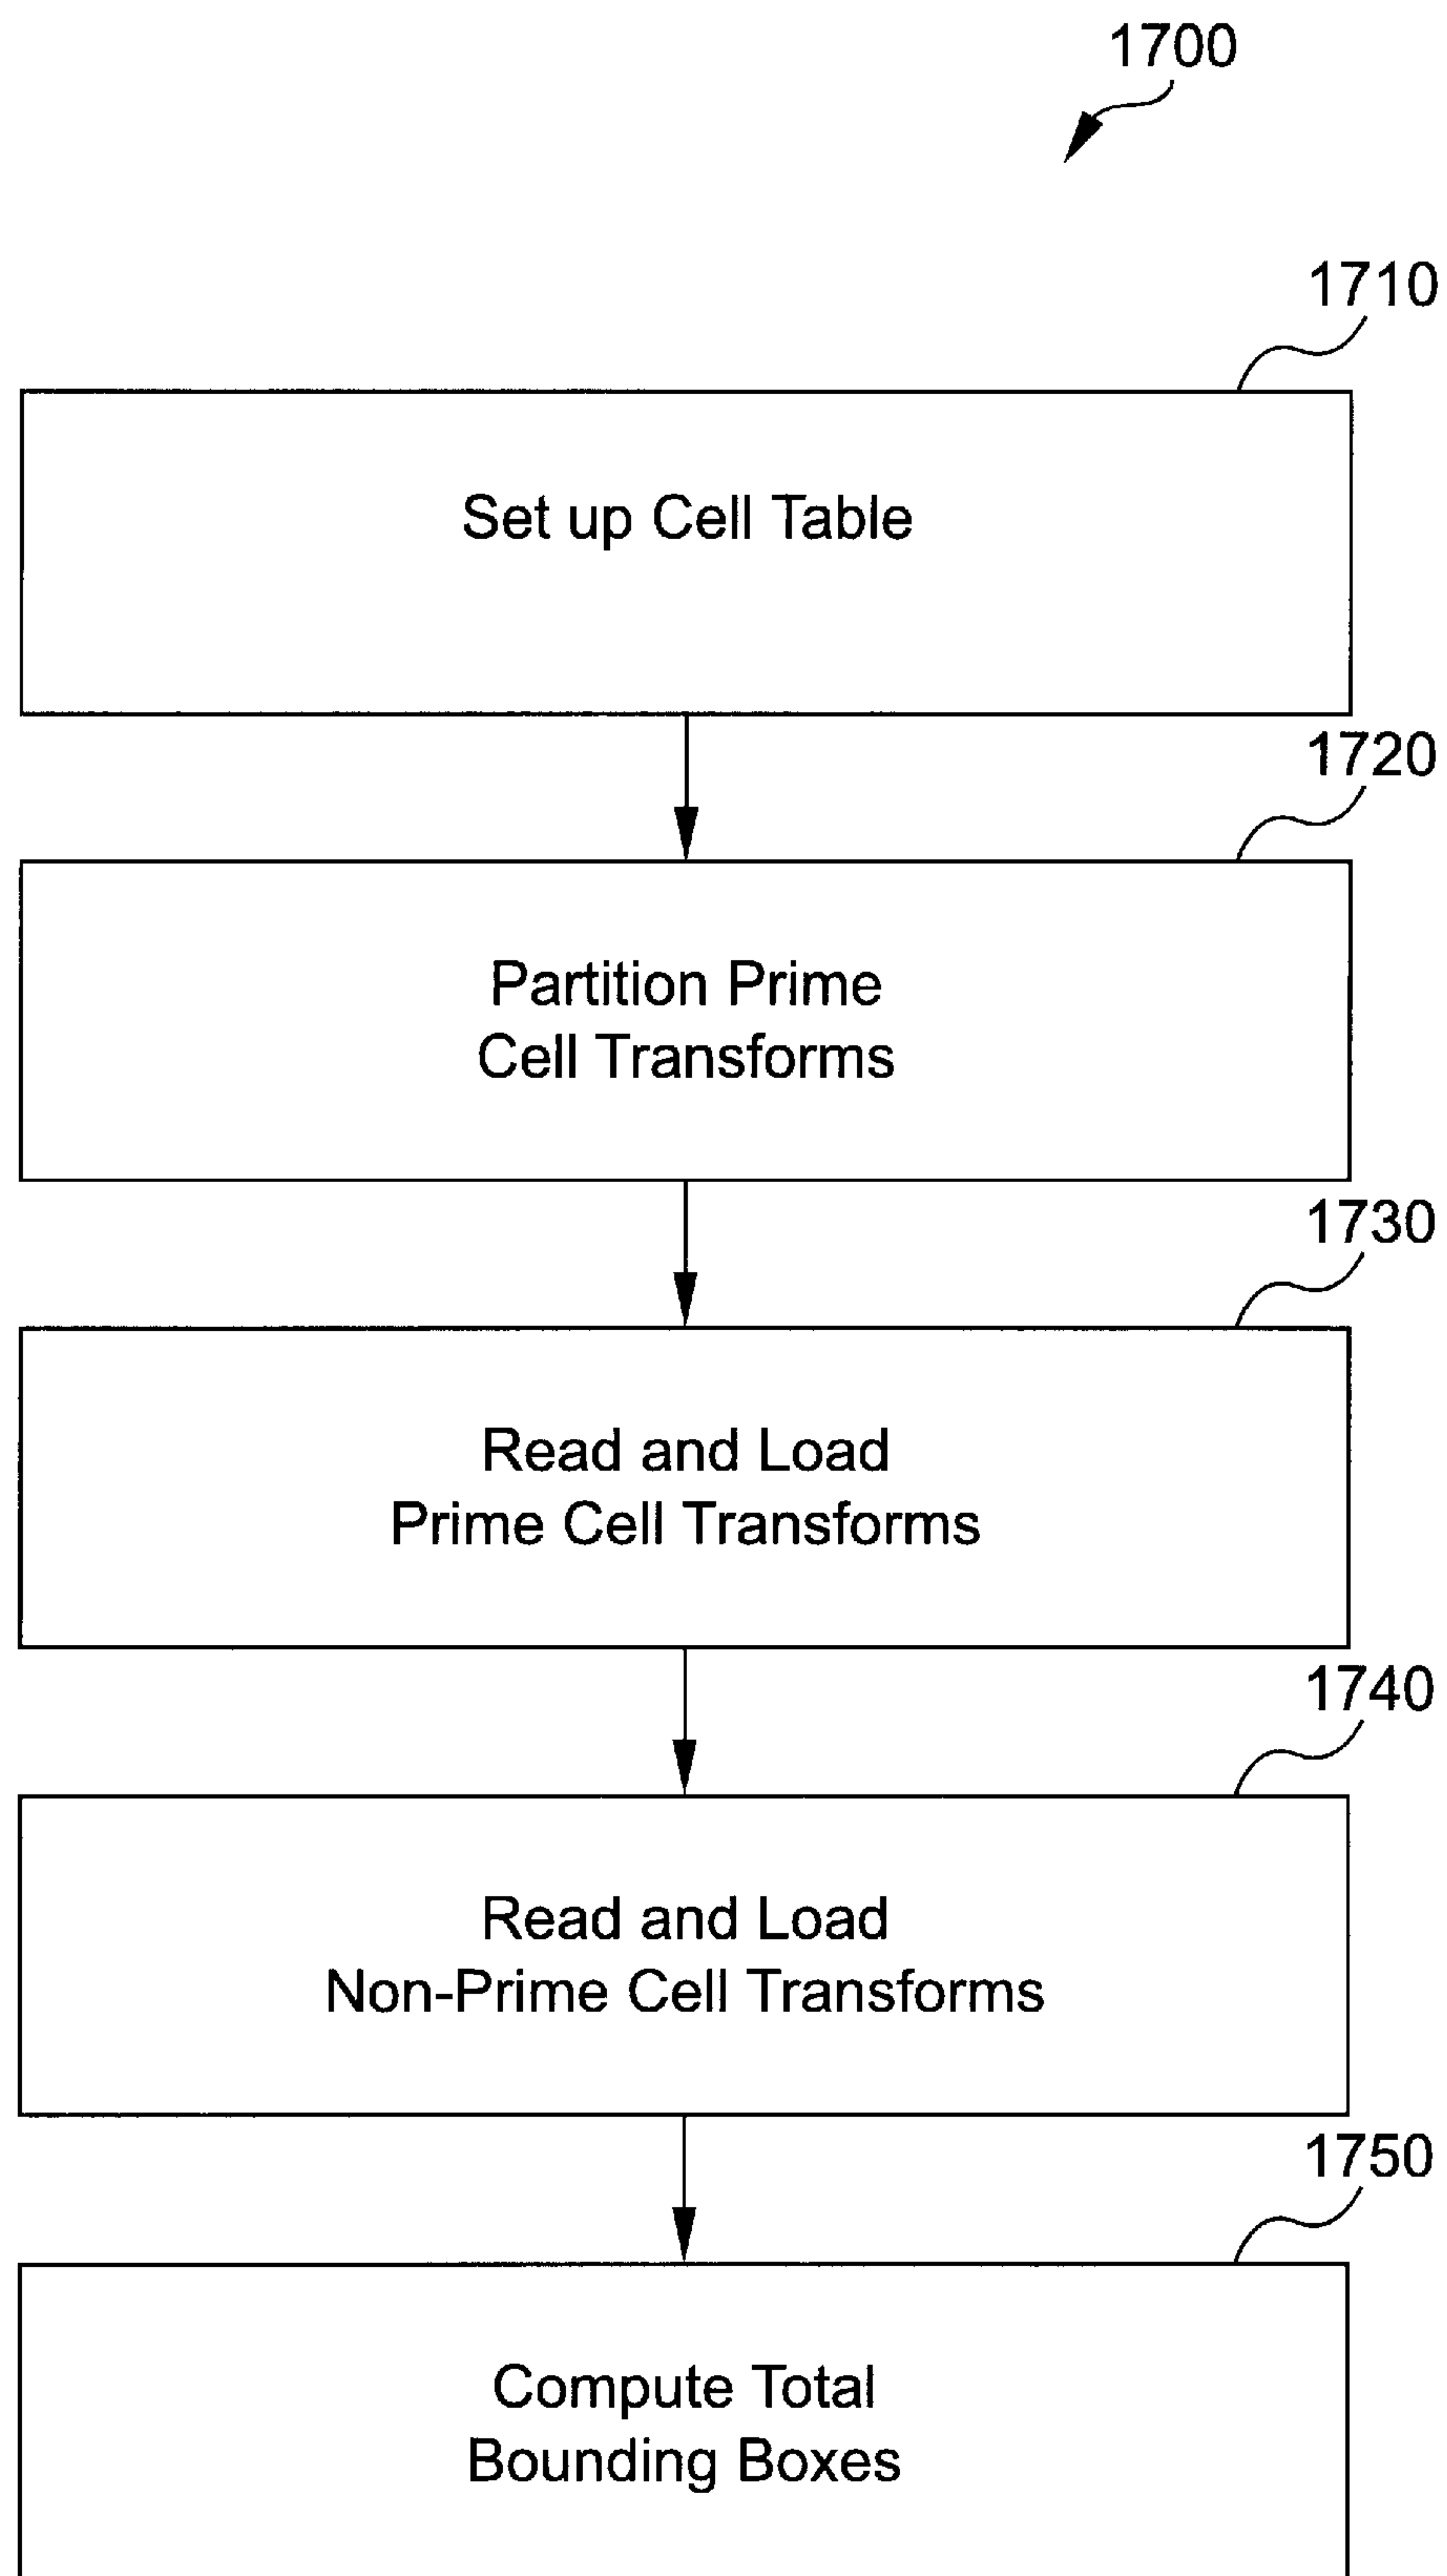 1700
1710
Set up Cell Table
1720
Partition Prime
Cell Transforms
1730
Read and Load
Prime Cell Transforms
1740
Read and Load
Non-Prime Cell Transforms
1750
Compute Total
Bounding Boxes